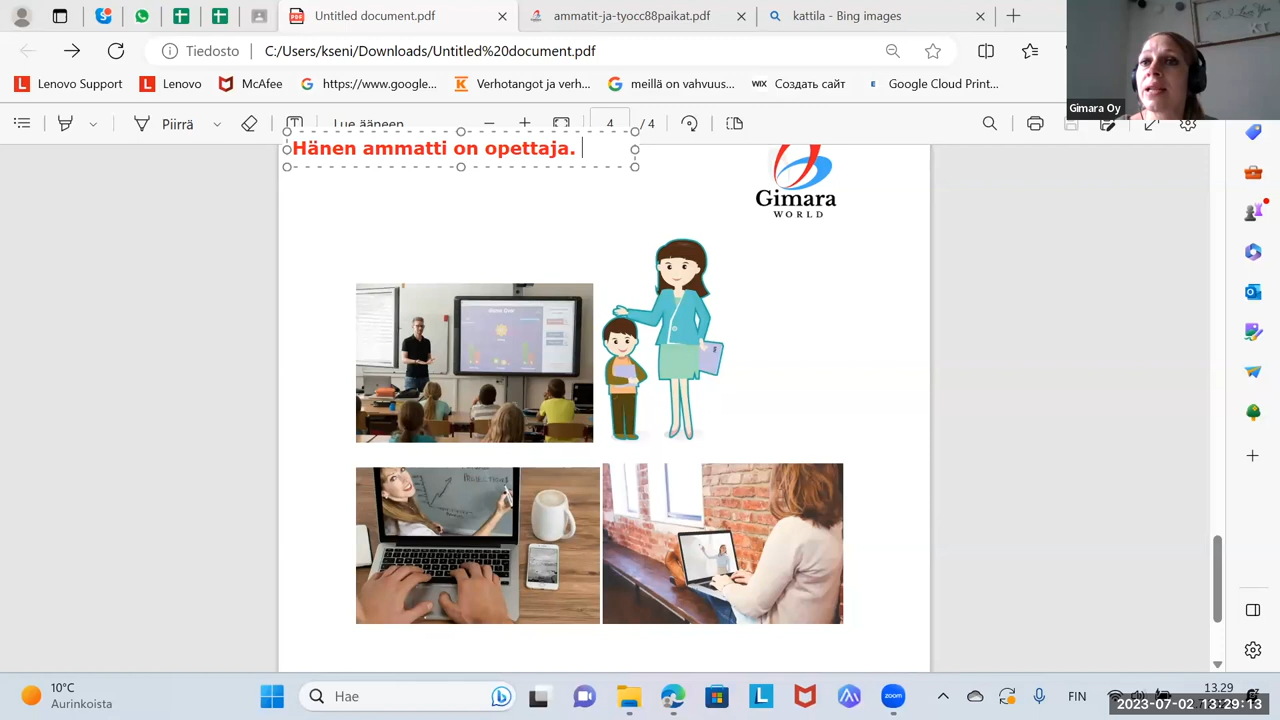 Untitled document.pdf
ammatit-ja-tyocc88paikat.pdf
kattila - Bing images
Tiedosto
C:/Users/kseni/Downloads/Untitled%20document.pdf
Lenovo Support
Lenovo
McAfee
https://www.google...
Verhotangot ja verh...
meillä on vahvuus...
WIX Создать сайт
Google Cloud Print...
Gimara Oy
Piirrä
Lue ääneen
4 / 4
Hänen ammatti on opettaja.
Gimara
WORLD
10°C
Aurinkoista
Hae
FIN
13.29
2023-07-02 13:29:13